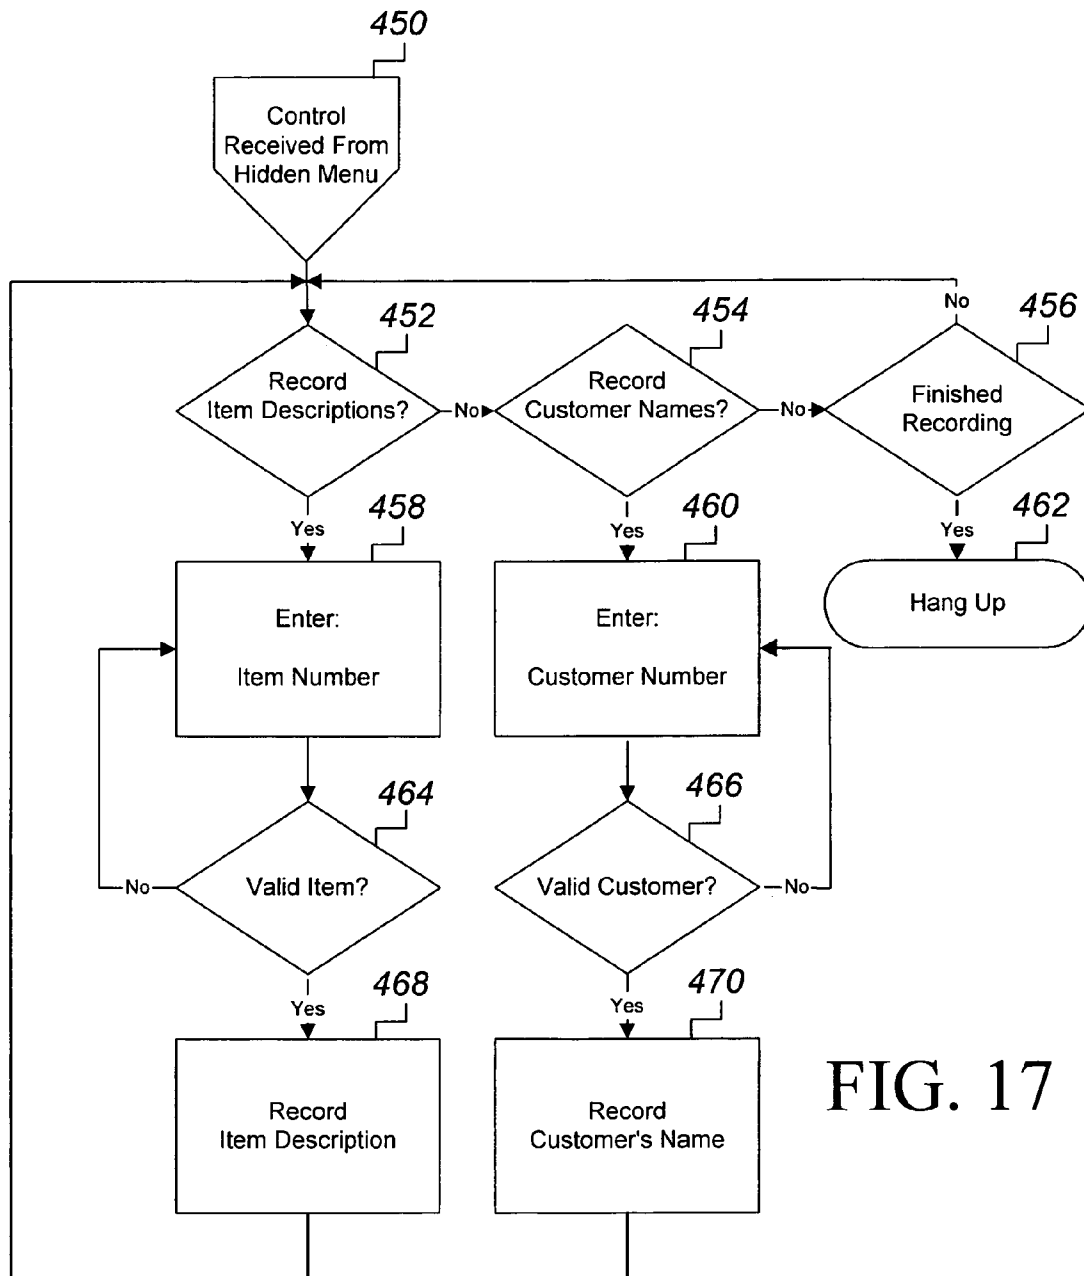 450
Control
Received From
Hidden Menu
452
454
No
456
Record
Item Descriptions?
No
Record
Customer Names?
No
Finished
Recording
Yes
458
Yes
460
Yes
462
Enter:
Item Number
Enter:
Customer Number
Hang Up
464
466
No
Valid Item?
Valid Customer?
No
Yes
468
Yes
470
Record
Item Description
Record
Customer's Name
FIG. 17